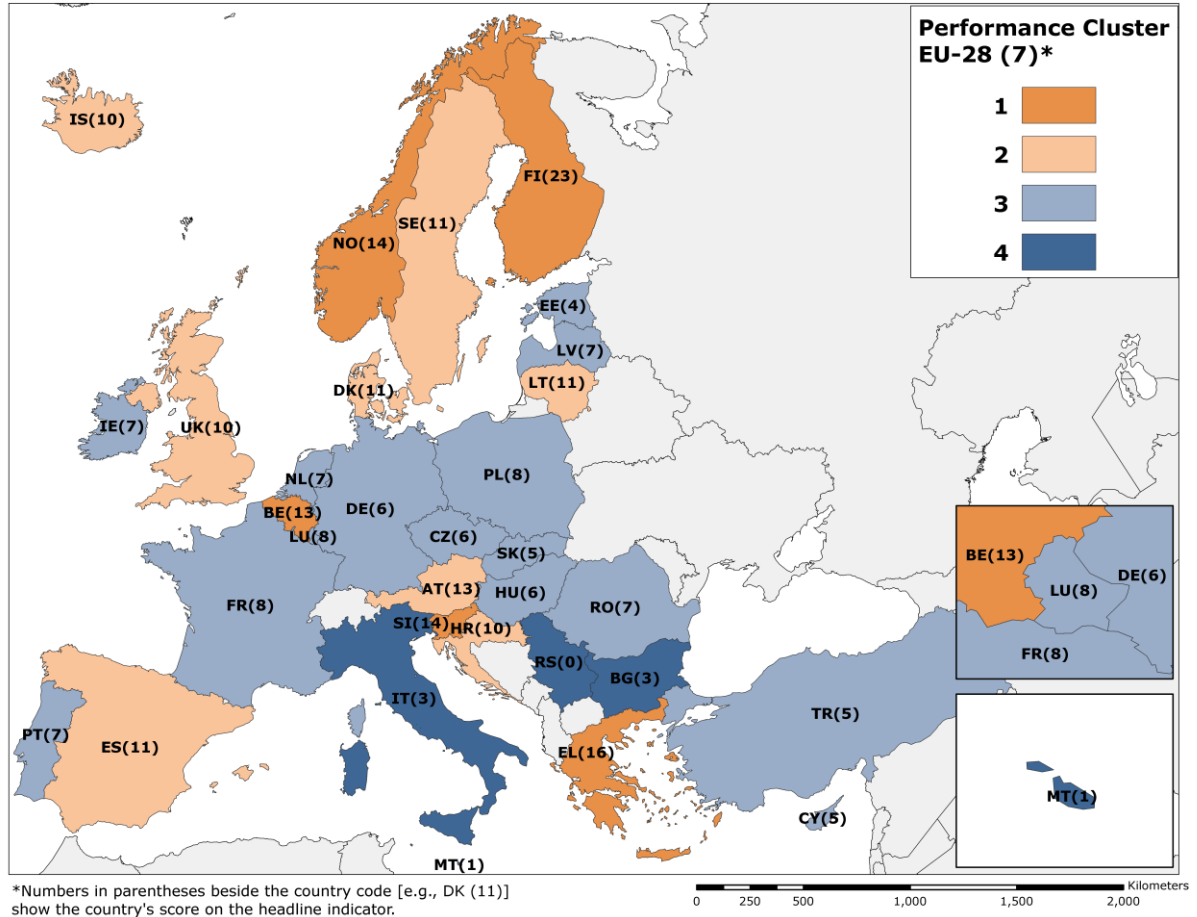 Performance Cluster
EU-28 (7)*
1
2
3
4
IS(10)
FI(23)
SE(11)
NO(14)
EE(4)
LV(7)
LT(11)
DK(11)
IE(7)
UK(10)
NL(7)
PL(8)
DE(6)
BE(13)
LU(8)
CZ(6)
SK(5)
AT(13)
HU(6)
FR(8)
RO(7)
SI(14)
HR(10)
RS(0)
BG(3)
IT(3)
TR(5)
PT(7)
ES(11)
EL(16)
CY(5)
MT(1)
BE(13)
DE(6)
LU(8)
FR(8)
MT(1)
*Numbers in parentheses beside the country code [e.g., DK (11)]
show the country's score on the headline indicator.
Kilometers
0 250 500 1,000 1,500 2,000